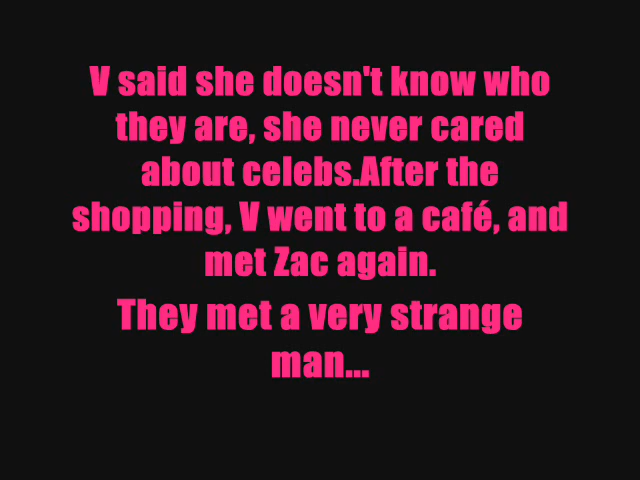 V said she doesn't know who
they are, she never cared
about celebs.After the
shopping, V went to a café, and
met Zac again.
They met a very strange
man...